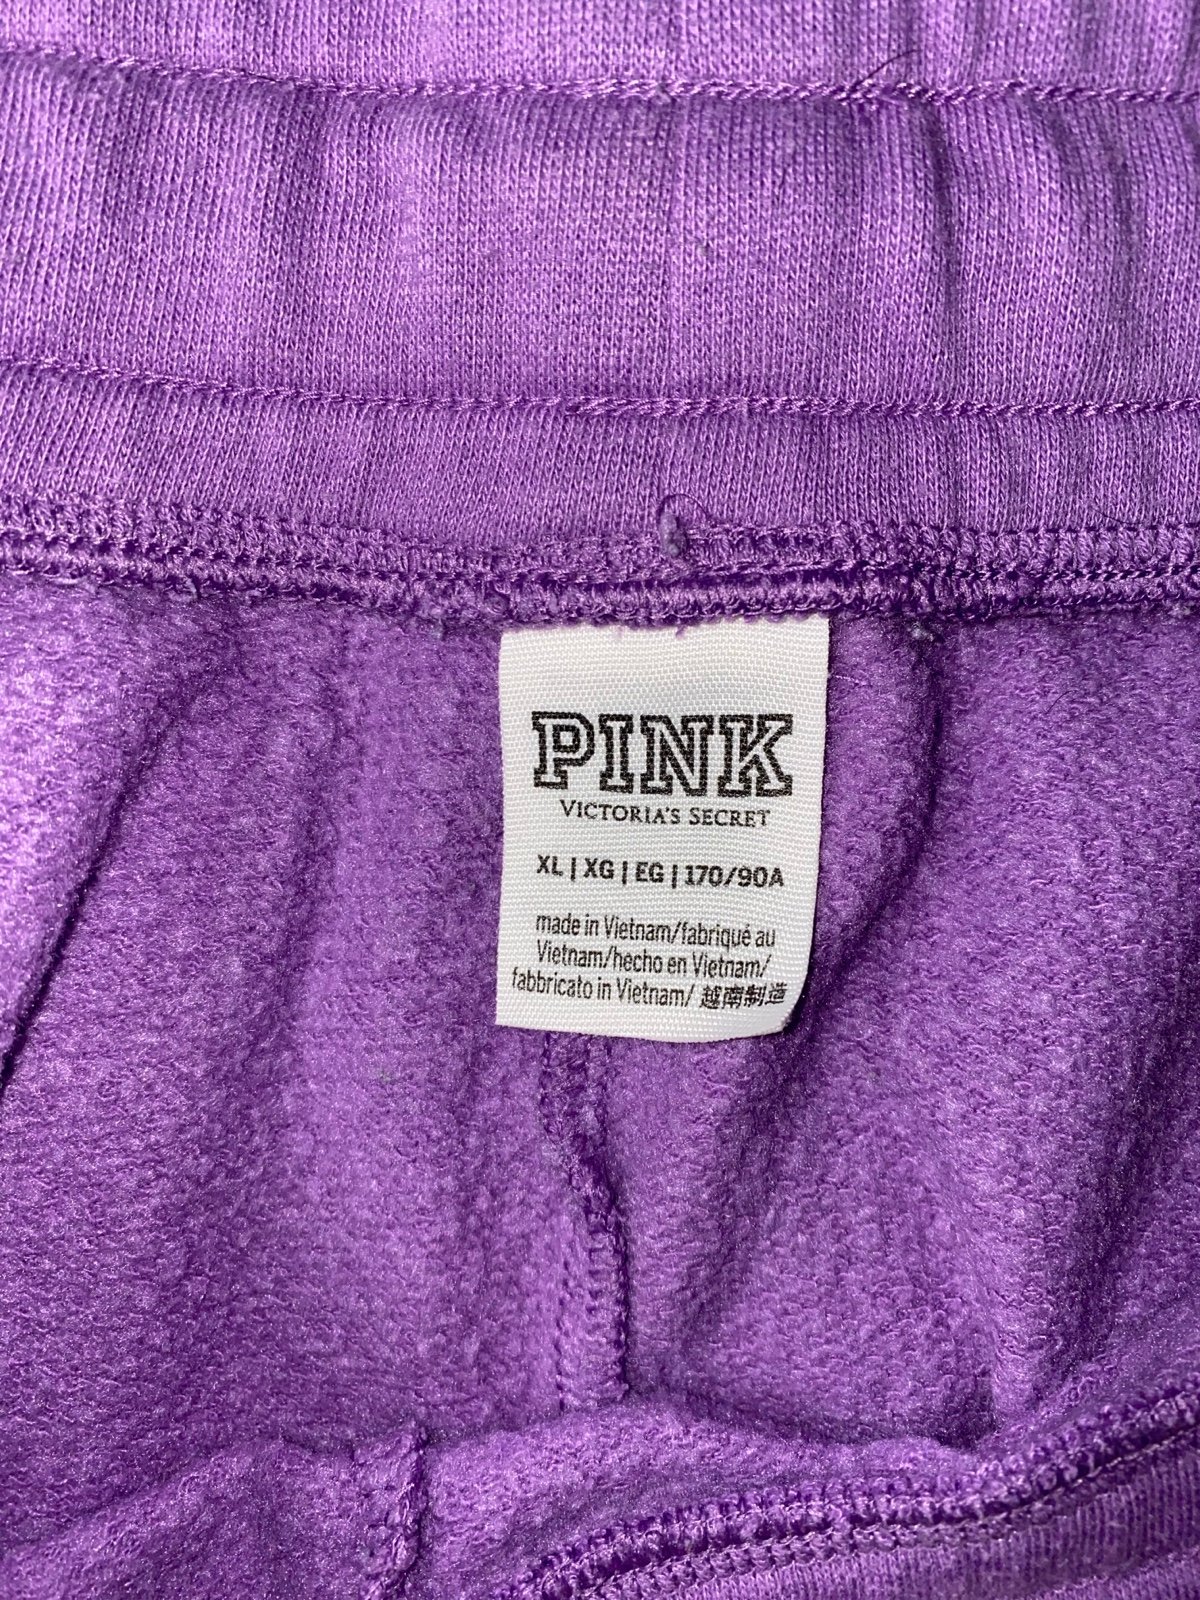 PINK
VICTORIA'S SECRET
XL | XG | EG | 170/90A
made in Vietnam/fabriqué au
Vietnam/hecho en Vietnam/
fabbricato in Vietnam/ 越南制造